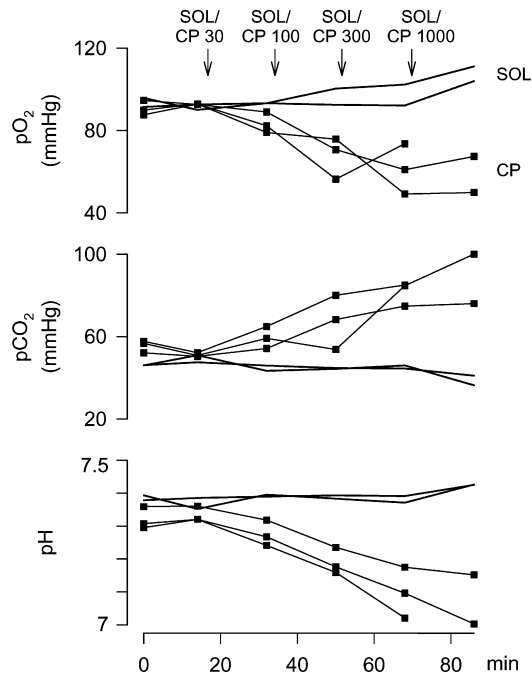 SOL/ SOL/ SOL/ SOL/
CP 30 CP 100 CP 300 CP 1000
120
SOL
pO2
(mmHg)
80
CP
40
100
pCO2
(mmHg)
60
20
7.5
pH
7
0 20 40 60 80 min